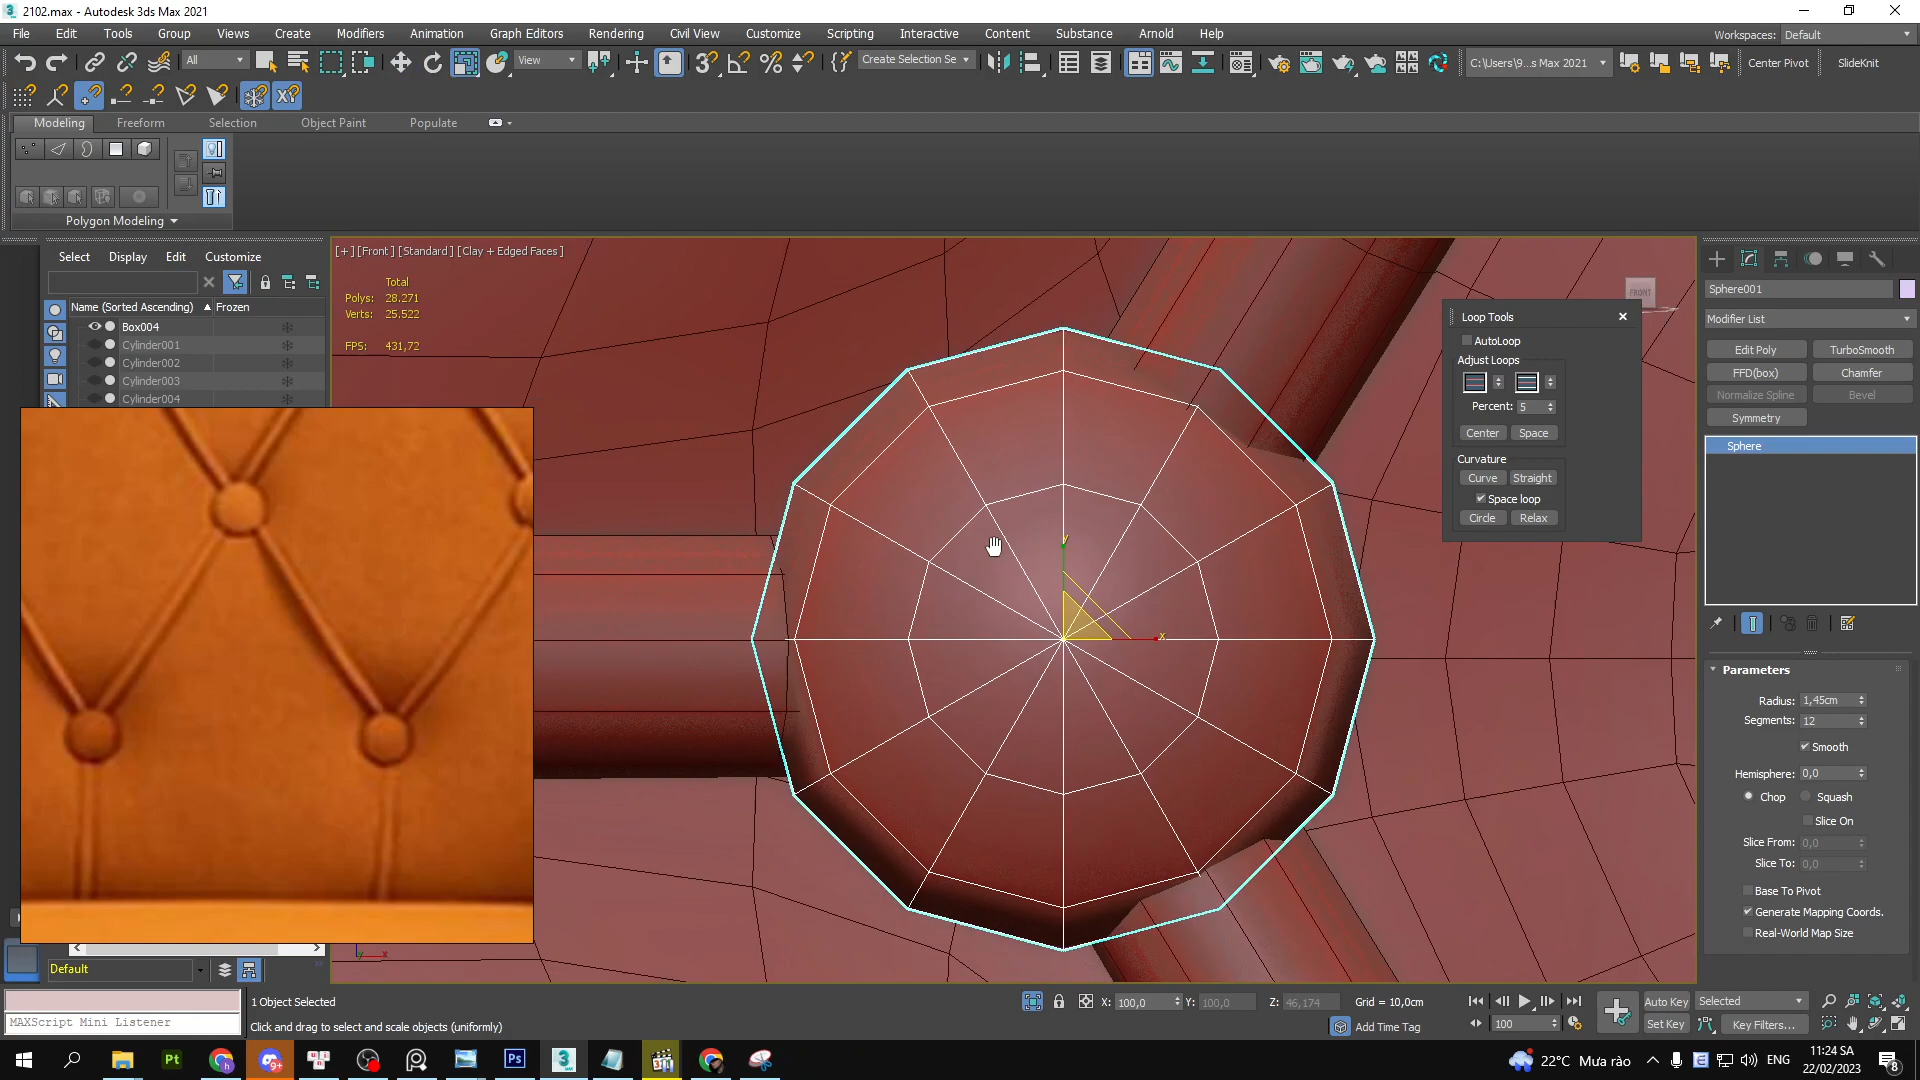 2102.max - Autodesk 3ds Max 2021
File Edit Tools Group Views Create Modifiers Animation Graph Editors Rendering Civil View Customize Scripting Interactive Content Substance Arnold Help
Workspaces: Default
All
View
Create Selection Se
C:\Users\9...s Max 2021
Center Pivot
SlideKnit
XY
Modeling Freeform Selection Object Paint Populate
Polygon Modeling
Select Display Edit Customize
Name (Sorted Ascending) Frozen
Box004
Cylinder001
Cylinder002
Cylinder003
Cylinder004
Default
[+] [Front] [Standard] [Clay + Edged Faces]
Total
Polys: 28.271
Verts: 25.522
FPS: 431,72
y
x
FRONT
Loop Tools
AutoLoop
Adjust Loops
Percent: 5
Center Space
Curvature
Curve Straight
Space loop
Circle Relax
Sphere001
Modifier List
Edit Poly TurboSmooth
FFD(box) Chamfer
Normalize Spline Bevel
Symmetry
Sphere
Parameters
Radius: 1,45cm
Segments: 12
Smooth
Hemisphere: 0,0
Chop Squash
Slice On
Slice From: 0,0
Slice To: 0,0
Base To Pivot
Generate Mapping Coords.
Real-World Map Size
MAXScript Mini Listener
1 Object Selected
Click and drag to select and scale objects (uniformly)
X: 100,0 Y: 100,0 Z: 46,174 Grid = 10,0cm
Add Time Tag
100
Auto Key Selected
Set Key Key Filters...
Pt
9+
Ps
3
22°C Mưa rào
ENG
11:24 SA
22/02/2023
8